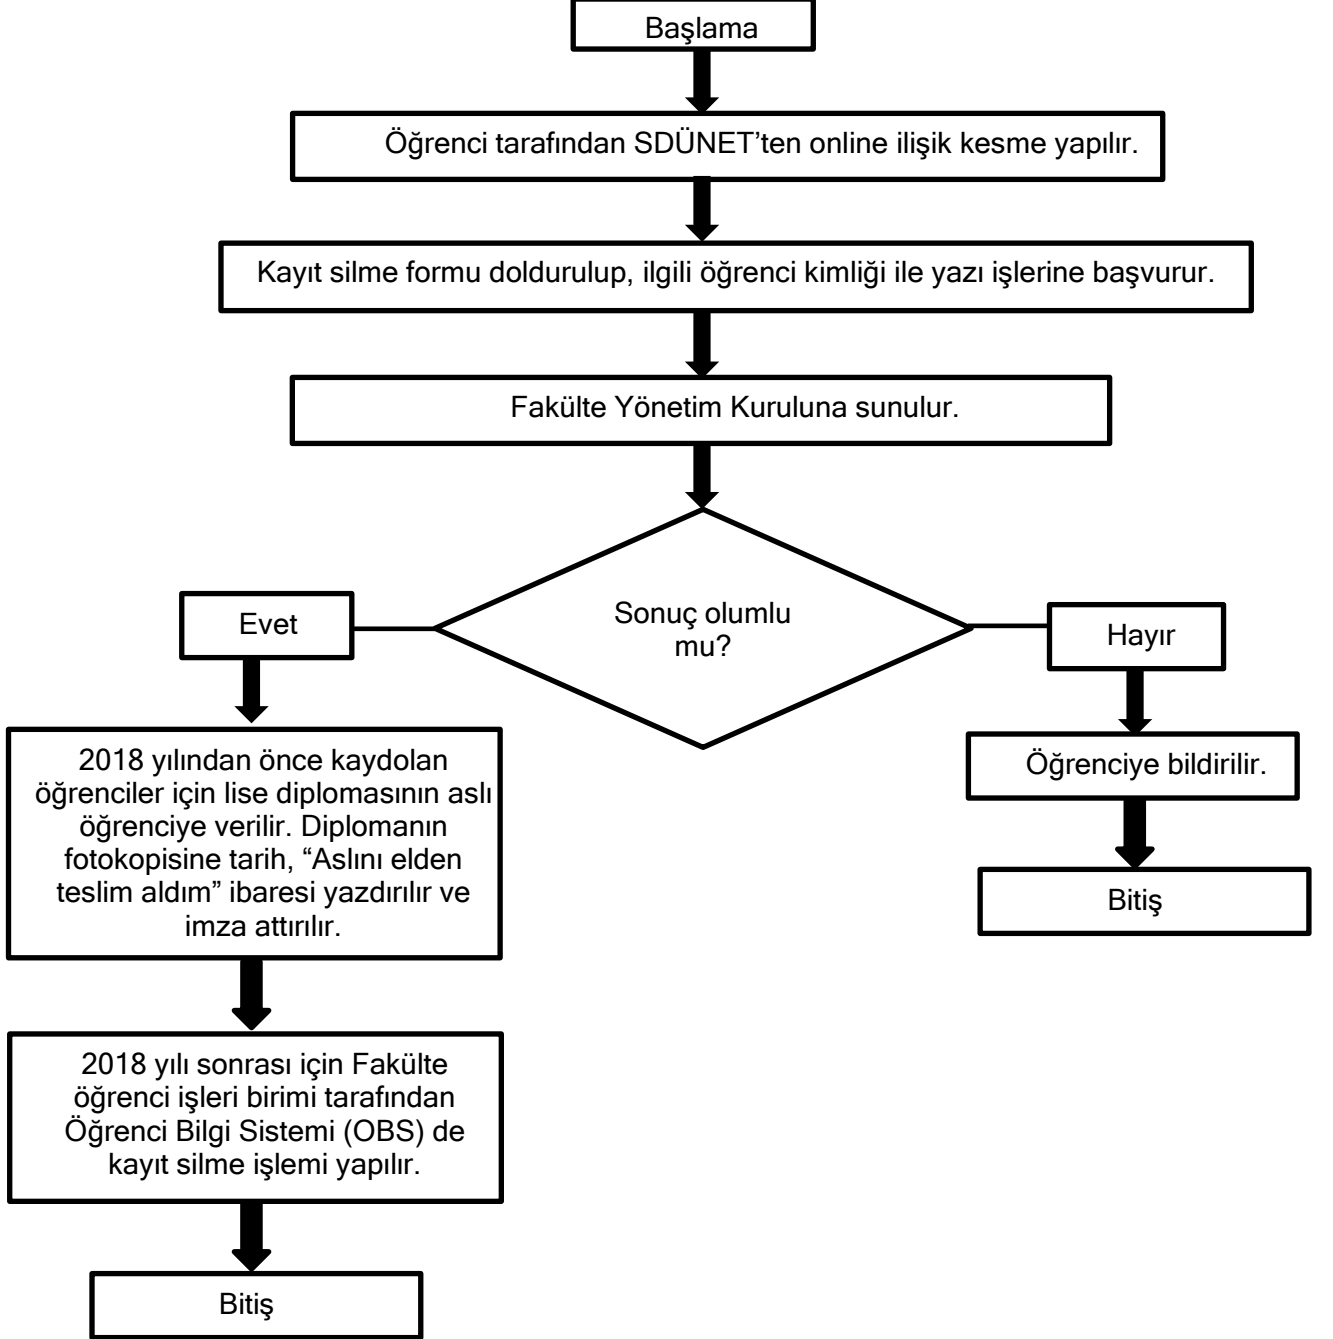 Başlama
Öğrenci tarafından SDÜNET’ten online ilişik kesme yapılır.
Kayıt silme formu doldurulup, ilgili öğrenci kimliği ile yazı işlerine başvurur.
Fakülte Yönetim Kuruluna sunulur.
Sonuç olumlu
mu?
Evet
Hayır
2018 yılından önce kaydolan
öğrenciler için lise diplomasının aslı
öğrenciye verilir. Diplomanın
fotokopisine tarih, “Aslını elden
teslim aldım” ibaresi yazdırılır ve
imza attırılır.
Öğrenciye bildirilir.
Bitiş
2018 yılı sonrası için Fakülte
öğrenci işleri birimi tarafından
Öğrenci Bilgi Sistemi (OBS) de
kayıt silme işlemi yapılır.
Bitiş